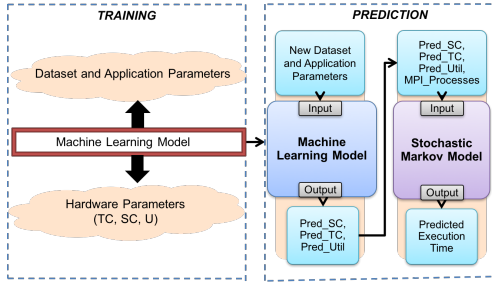 TRAINING
Dataset and Application Parameters
Machine Learning Model
Hardware Parameters
(TC, SC, U)
PREDICTION
New Dataset
and Application
Parameters
Input
Machine
Learning Model
Output
Pred_SC,
Pred_TC,
Pred_Util
Pred_SC,
Pred_TC,
Pred_Util,
MPI_Processes
Input
Stochastic
Markov Model
Output
Predicted
Execution
Time